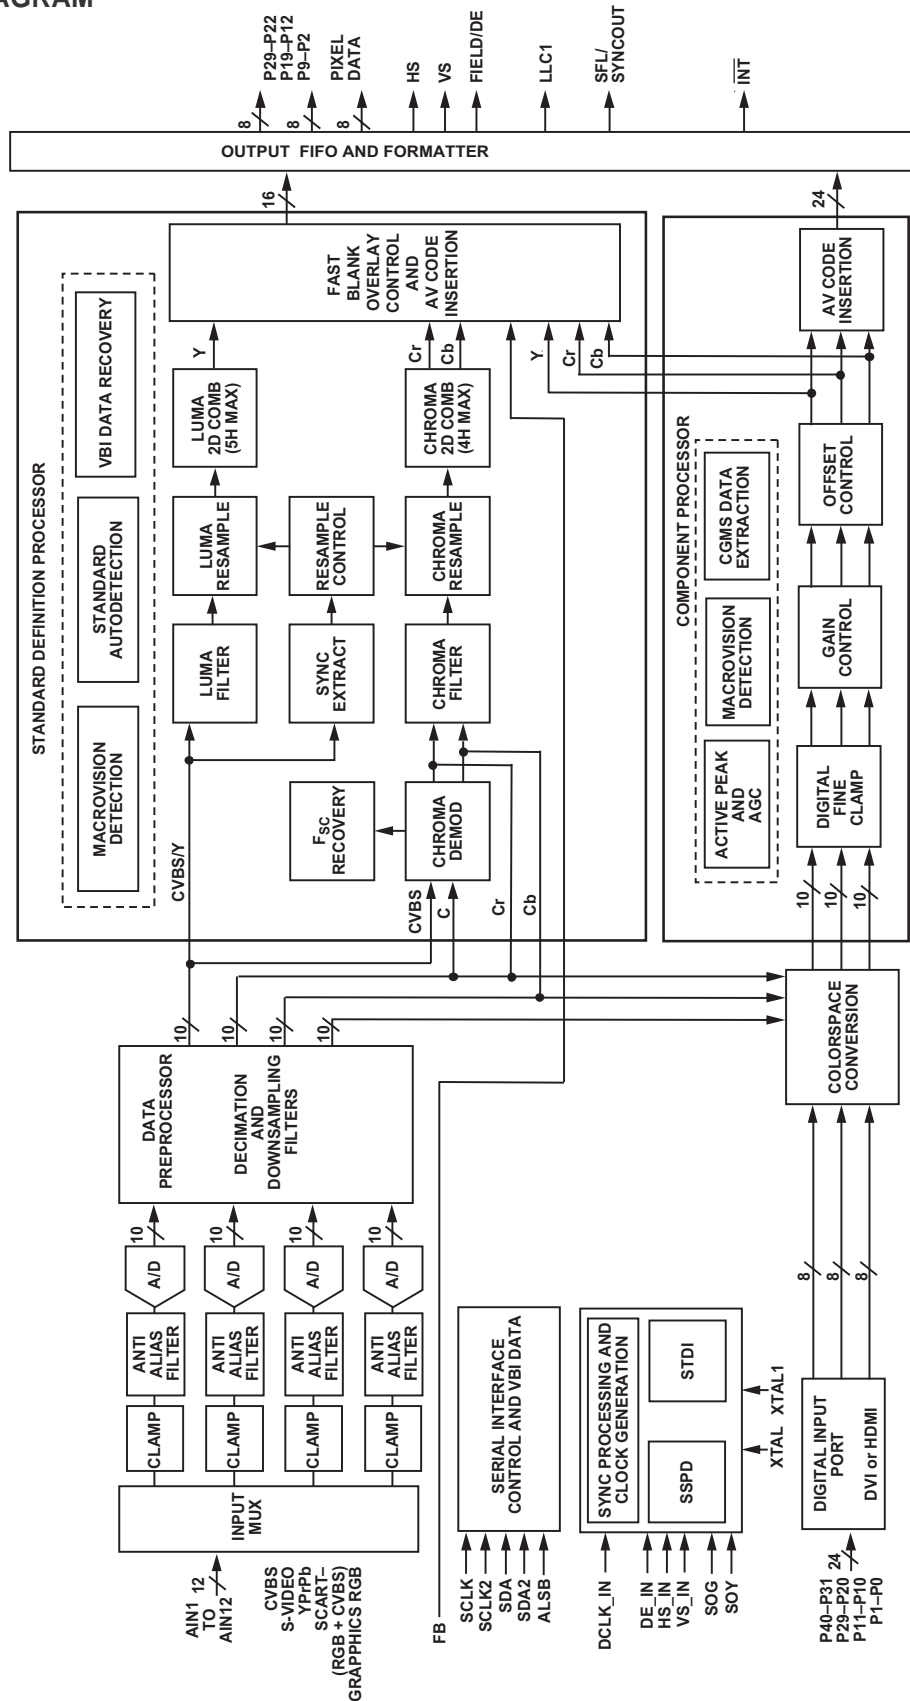 AGRAM
P29–P22
P19–P12
P9–P2
PIXEL
DATA
HS
VS
FIELD/DE
LLC1
SFL/
SYNCOUT
INT
8
8
8
OUTPUT FIFO AND FORMATTER
16
24
STANDARD DEFINITION PROCESSOR
MACROVISION
DETECTION
STANDARD
AUTODETECTION
VBI DATA RECOVERY
CVBS/Y
LUMA
FILTER
LUMA
RESAMPLE
LUMA
2D COMB
(5H MAX)
Y
SYNC
EXTRACT
RESAMPLE
CONTROL
FSC
RECOVERY
CVBS
C
CHROMA
DEMOD
CHROMA
FILTER
CHROMA
RESAMPLE
CHROMA
2D COMB
(4H MAX)
Cr
Cb
Cr
Cb
FAST
BLANK
OVERLAY
CONTROL
AND
AV CODE
INSERTION
Y
Cr
Cb
COMPONENT PROCESSOR
ACTIVE PEAK
AND
AGC
MACROVISION
DETECTION
CGMS DATA
EXTRACTION
10
10
10
DIGITAL
FINE
CLAMP
GAIN
CONTROL
OFFSET
CONTROL
AV CODE
INSERTION
10
10
10
10
DATA
PREPROCESSOR
DECIMATION
AND
DOWNSAMPLING
FILTERS
COLORSPACE
CONVERSION
10
10
10
10
A/D
A/D
A/D
A/D
ANTI
ALIAS
FILTER
ANTI
ALIAS
FILTER
ANTI
ALIAS
FILTER
ANTI
ALIAS
FILTER
CLAMP
CLAMP
CLAMP
CLAMP
INPUT
MUX
12
AIN1
TO
AIN12
CVBS
S-VIDEO
YPrPb
SCART–
(RGB + CVBS)
GRAPPHICS RGB
FB
SERIAL INTERFACE
CONTROL AND VBI DATA
SCLK
SCLK2
SDA
SDA2
ALSB
SYNC PROCESSING AND
CLOCK GENERATION
SSPD
STDI
DCLK_IN
DE_IN
HS_IN
VS_IN
SOG
SOY
XTAL
XTAL1
8
8
8
DIGITAL INPUT
PORT
DVI or HDMI
24
P40–P31
P29–P20
P11–P10
P1–P0